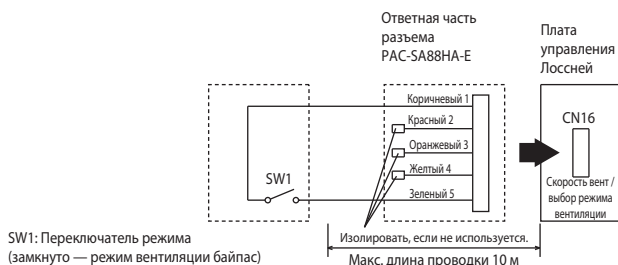 Ответная часть
разъема
PAC-SA88HA-E
Плата
управления
Лоссней
Коричневый 1
Красный 2
Оранжевый 3
Желтый 4
Зеленый 5
SW1
CN16
Скорость вент /
выбор режима
вентиляции
Изолировать, если не используется.
Макс. длина проводки 10 м
SW1: Переключатель режима
(замкнуто — режим вентиляции байпас)